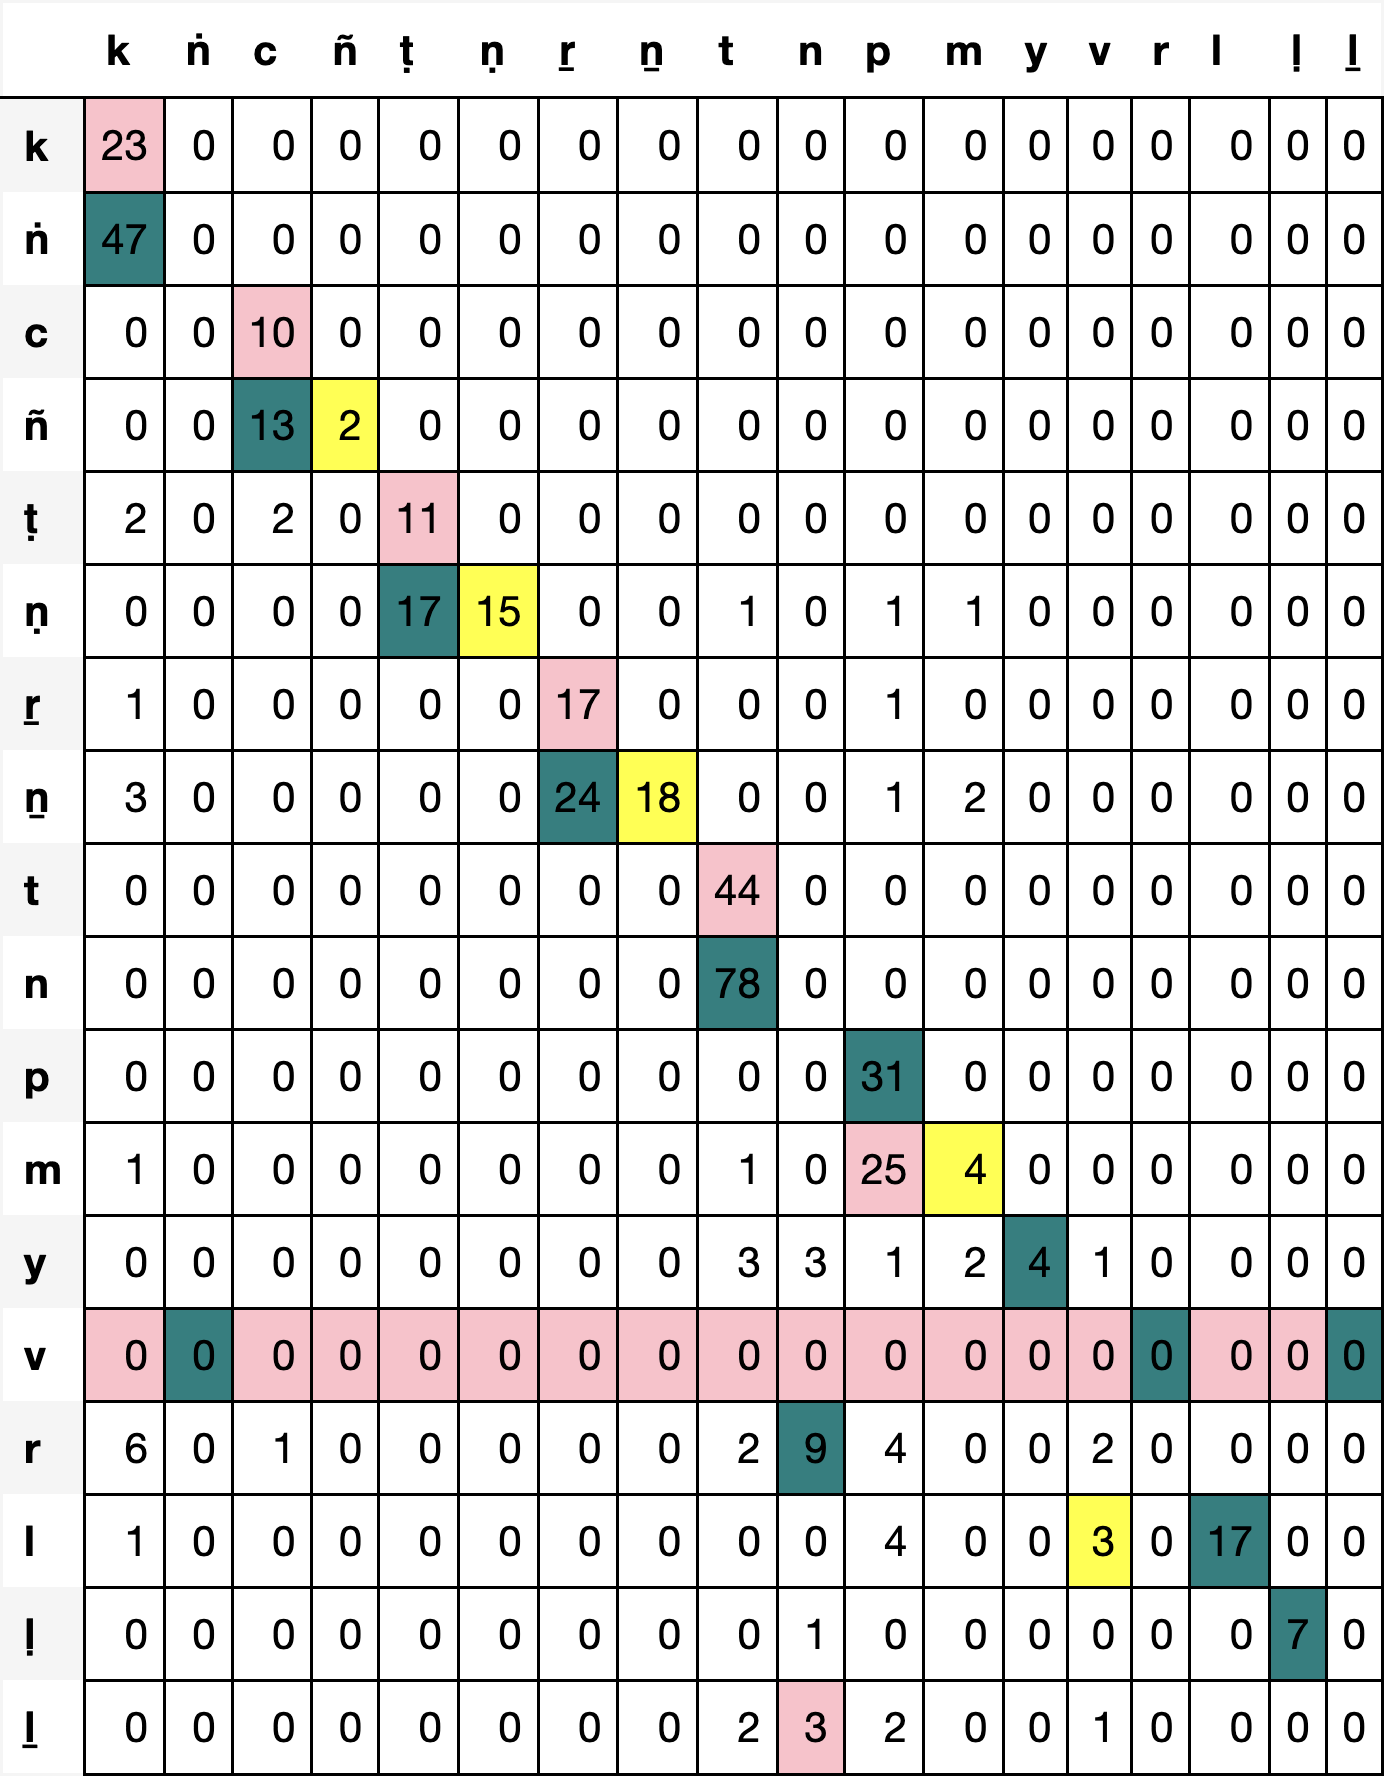 k ṅ c ñ ṭ ṇ ṟ ṉ t n p m y v r l ḷ ḻ
k 23 0 0 0 0 0 0 0 0 0 0 0 0 0 0 0 0 0
ṅ 47 0 0 0 0 0 0 0 0 0 0 0 0 0 0 0 0 0
c 0 0 10 0 0 0 0 0 0 0 0 0 0 0 0 0 0 0
ñ 0 0 13 2 0 0 0 0 0 0 0 0 0 0 0 0 0 0
ṭ 2 0 2 0 11 0 0 0 0 0 0 0 0 0 0 0 0 0
ṇ 0 0 0 0 17 15 0 0 1 0 1 1 0 0 0 0 0 0
ṟ 1 0 0 0 0 0 17 0 0 0 1 0 0 0 0 0 0 0
ṉ 3 0 0 0 0 0 24 18 0 0 1 2 0 0 0 0 0 0
t 0 0 0 0 0 0 0 0 44 0 0 0 0 0 0 0 0 0
n 0 0 0 0 0 0 0 0 78 0 0 0 0 0 0 0 0 0
p 0 0 0 0 0 0 0 0 0 0 31 0 0 0 0 0 0 0
m 1 0 0 0 0 0 0 0 1 0 25 4 0 0 0 0 0 0
y 0 0 0 0 0 0 0 0 3 3 1 2 4 1 0 0 0 0
v 0 0 0 0 0 0 0 0 0 0 0 0 0 0 0 0 0 0
r 6 0 1 0 0 0 0 0 2 9 4 0 0 2 0 0 0 0
l 1 0 0 0 0 0 0 0 0 0 4 0 0 3 0 17 0 0
ḷ 0 0 0 0 0 0 0 0 0 1 0 0 0 0 0 0 7 0
ḻ 0 0 0 0 0 0 0 0 2 3 2 0 0 1 0 0 0 0